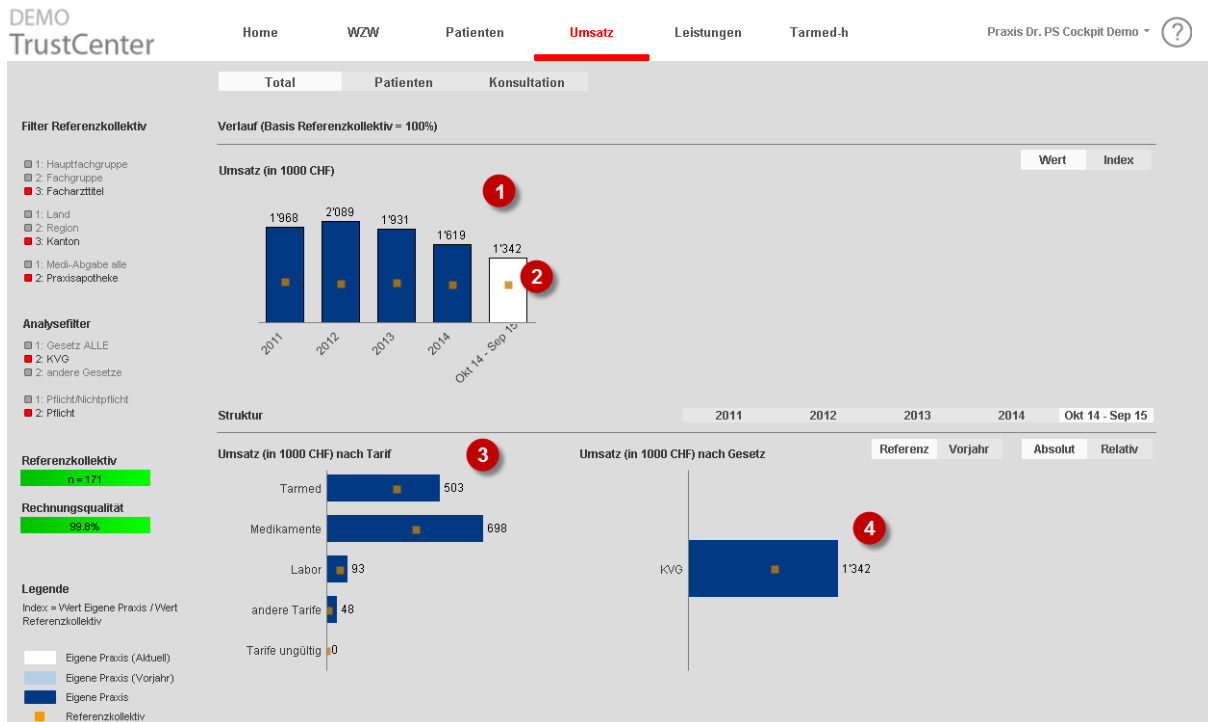 DEMO
TrustCenter
Home WZW Patienten Umsatz Leistungen Tarmed-h
Praxis Dr. PS Cockpit Demo ?
Total Patienten Konsultation
Filter Referenzkollektiv
1: Hauptfachgruppe
2: Fachgruppe
3: Facharzttitel
1: Land
2: Region
3: Kanton
1: Medi-Abgabe alle
2: Praxisapotheke
Analysefilter
1: Gesetz ALLE
2: KVG
2: andere Gesetze
1: Pflicht/Nichtpflicht
2: Pflicht
Referenzkollektiv
n = 171
Rechnungsqualität
99.8%
Legende
Index = Wert Eigene Praxis / Wert
Referenzkollektiv
Eigene Praxis (Aktuell)
Eigene Praxis (Vorjahr)
Eigene Praxis
Referenzkollektiv
Verlauf (Basis Referenzkollektiv = 100%)
Wert Index
Umsatz (in 1000 CHF)
1
1'968 2'089 1'931 1'619 1'342
2
2011 2012 2013 2014 Okt 14 - Sep 15
Struktur
2011 2012 2013 2014 Okt 14 - Sep 15
Umsatz (in 1000 CHF) nach Tarif
3
Tarmed 503
Medikamente 698
Labor 93
andere Tarife 48
Tarife ungültig 0
Umsatz (in 1000 CHF) nach Gesetz
Referenz Vorjahr Absolut Relativ
4
KVG 1'342